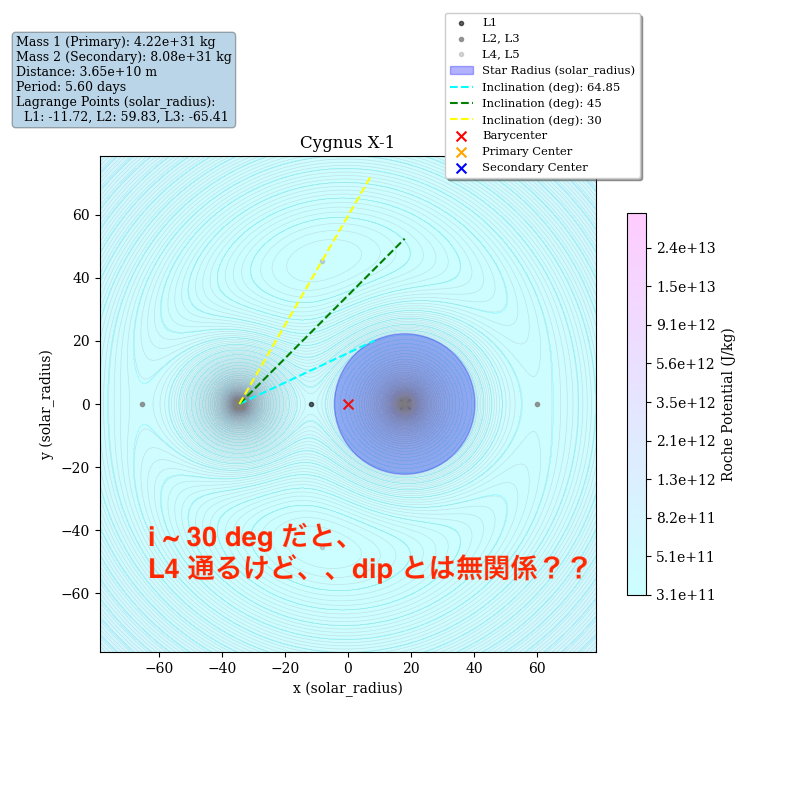 Mass 1 (Primary): 4.22e+31 kg
Mass 2 (Secondary): 8.08e+31 kg
Distance: 3.65e+10 m
Period: 5.60 days
Lagrange Points (solar_radius):
L1: -11.72, L2: 59.83, L3: -65.41
L1
L2, L3
L4, L5
Star Radius (solar_radius)
Inclination (deg): 64.85
Inclination (deg): 45
Inclination (deg): 30
Barycenter
Primary Center
Secondary Center
Cygnus X-1
60
40
20
0
−20
−40
−60
y (solar_radius)
i ~ 30 deg だと、
L4 通るけど、、dip とは無関係？？
−60
−40
−20
0
20
40
60
x (solar_radius)
2.4e+13
1.5e+13
9.1e+12
5.6e+12
3.5e+12
2.1e+12
1.3e+12
8.2e+11
5.1e+11
3.1e+11
Roche Potential (J/kg)